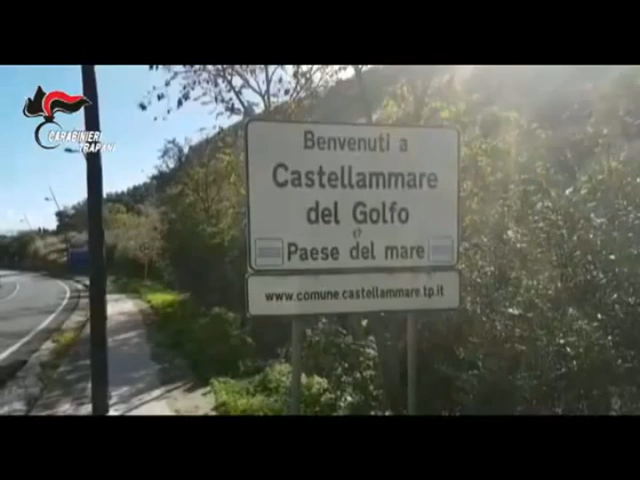 CARABINIERI
TRAPANI
Benvenuti a
Castellammare
del Golfo
Paese del mare
www.comune.castellammare.tp.it